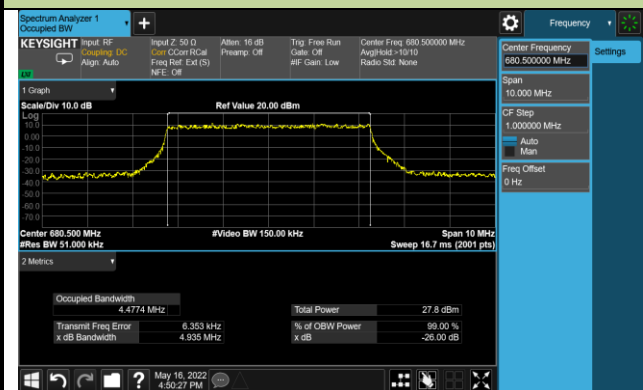 Spectrum Analyzer 1
Occupied BW
Frequency
KEYSIGHT
Input: RF
Coupling: DC
Align: Auto
Input Z: 50 Ω
Corr CCorr RCal
Freq Ref: Ext (S)
NFE: Off
Atten: 16 dB
Preamp: Off
Trig: Free Run
Gate: Off
#IF Gain: Low
Center Freq: 680.500000 MHz
Avg|Hold:>10/10
Radio Std: None
Center Frequency
680.500000 MHz
Settings
Span
10.000 MHz
CF Step
1.000000 MHz
Auto
Man
Freq Offset
0 Hz
1 Graph
Scale/Div 10.0 dB
Ref Value 20.00 dBm
Log
10.0
0.00
-10.0
-20.0
-30.0
-40.0
-50.0
-60.0
-70.0
Center 680.500 MHz
#Video BW 150.00 kHz
Span 10 MHz
#Res BW 51.000 kHz
Sweep 16.7 ms (2001 pts)
2 Metrics
Occupied Bandwidth
4.4774 MHz
Total Power
27.8 dBm
Transmit Freq Error
6.353 kHz
% of OBW Power
99.00 %
x dB Bandwidth
4.935 MHz
x dB
-26.00 dB
May 16, 2022
4:50:27 PM